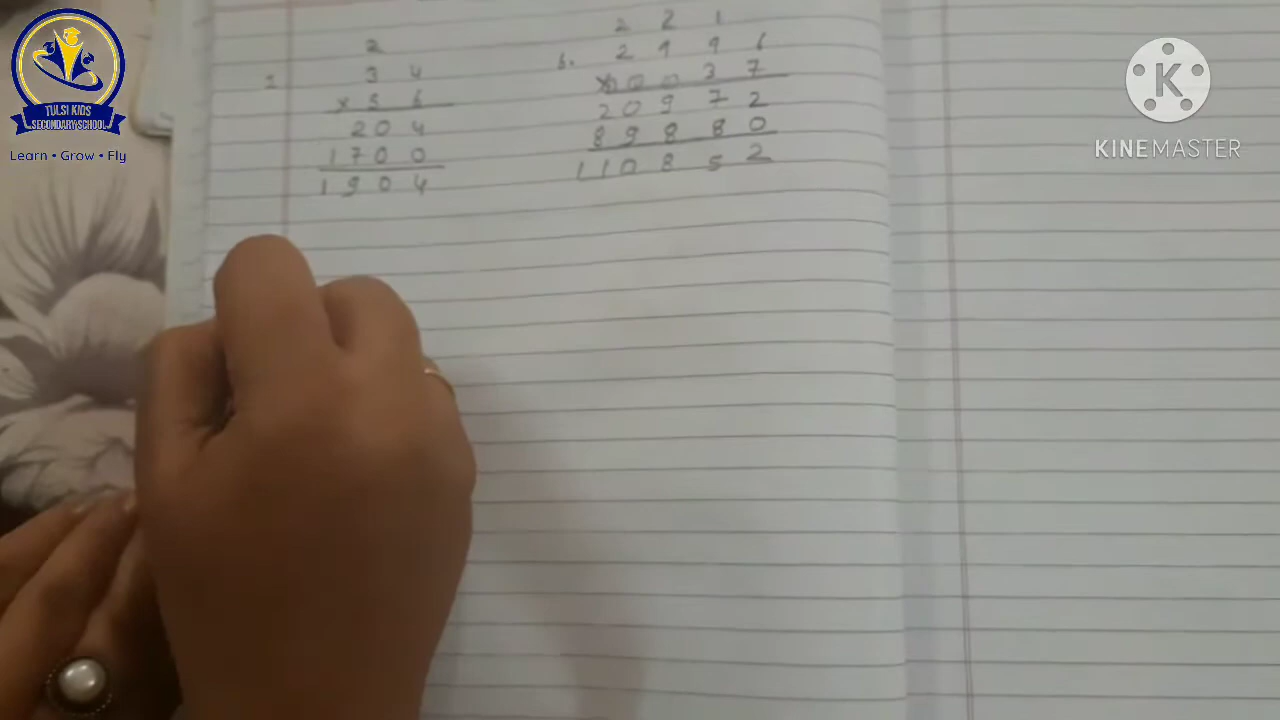 TULSI KIDS
SECONDARY SCHOOL
Learn • Grow • Fly
K
KINEMASTER
2
1 3 4
× 5 6
2 0 4
1 7 0 0
1 9 0 4
2 2 1
6. 2 9 9 6
× 0 0 3 7
2 0 9 7 2
8 9 8 8 0
1 1 0 8 5 2